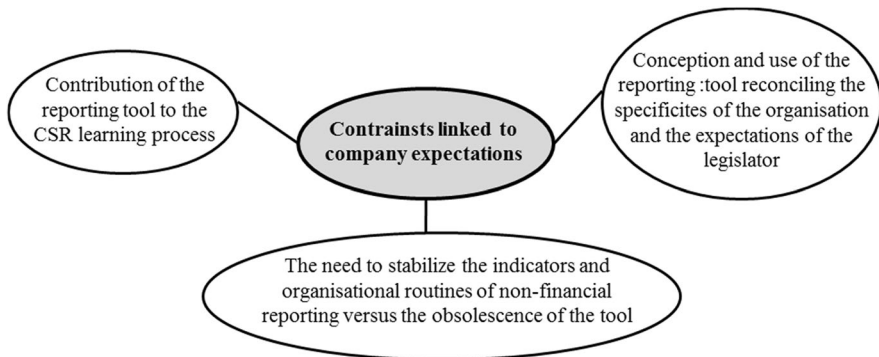 Contribution of the
reporting tool to the
CSR learning process
Contrainsts linked to
company expectations
Conception and use of the
reporting :tool reconciling the
specificites of the organisation
and the expectations of the
legislator
The need to stabilize the indicators and
organisational routines of non-financial
reporting versus the obsolescence of the tool